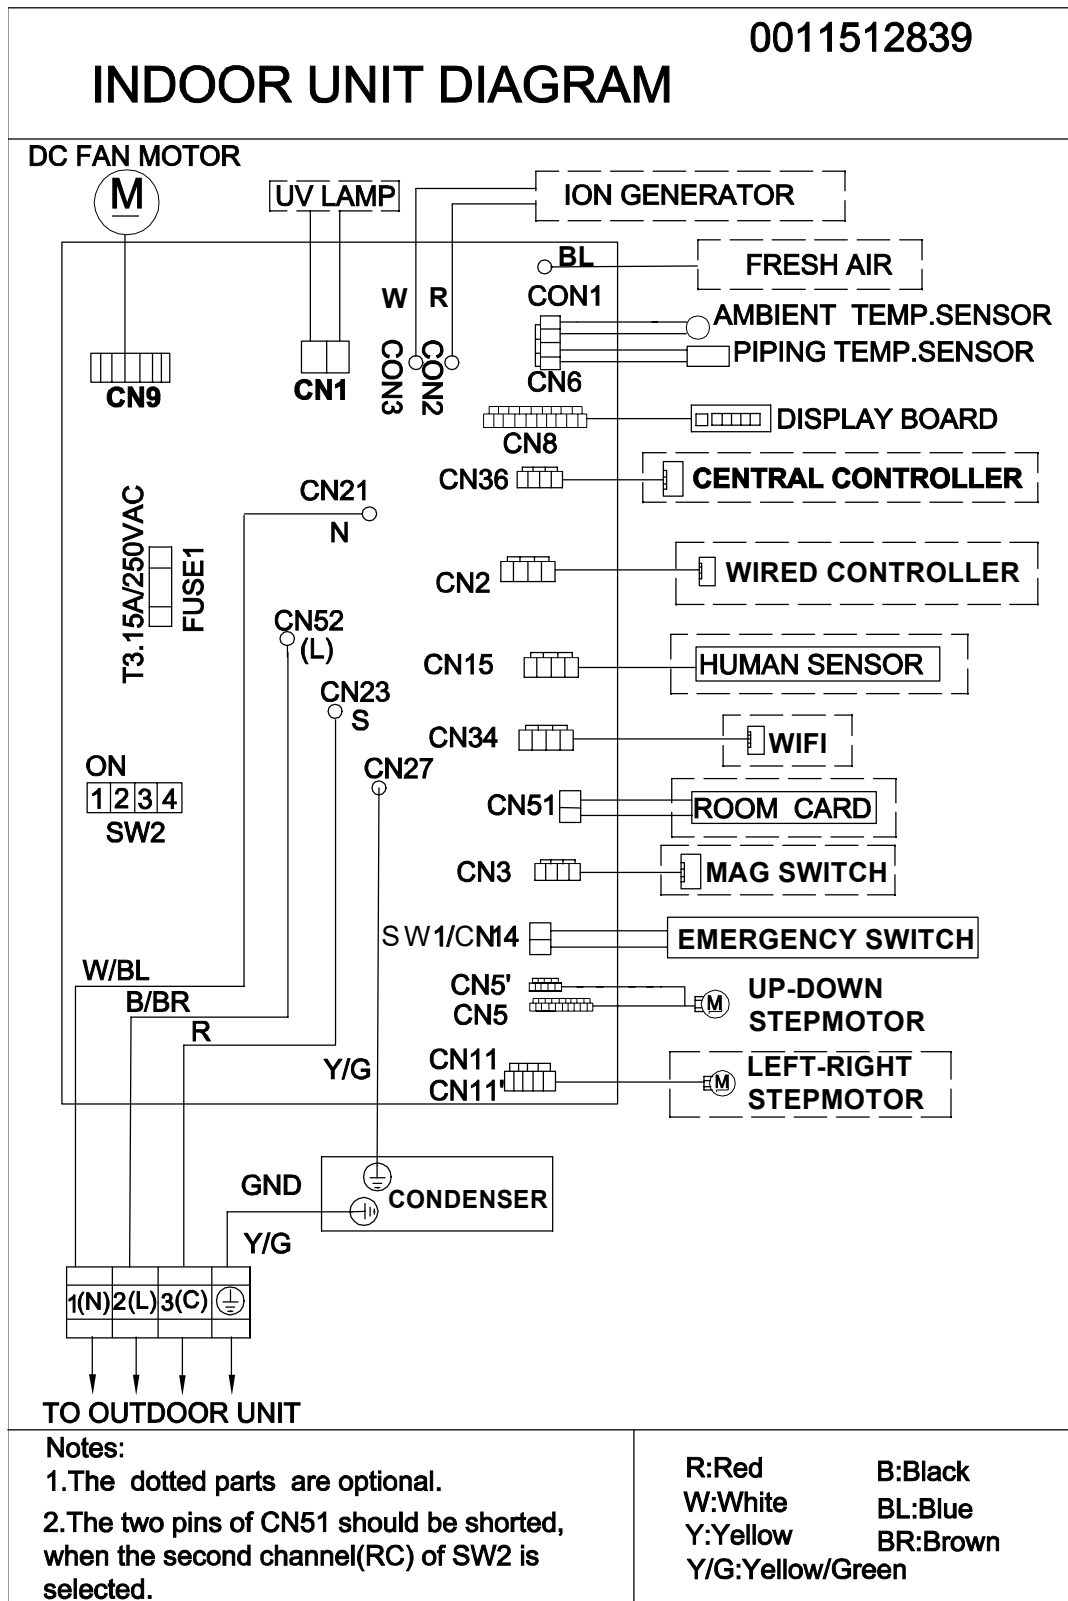 0011512839
INDOOR UNIT DIAGRAM
DC FAN MOTOR
M
UV LAMP
ION GENERATOR
BL
FRESH AIR
W R
CON1
AMBIENT TEMP.SENSOR
PIPING TEMP.SENSOR
CON3
CON2
CN6
CN9
CN1
CN8
DISPLAY BOARD
CN36
CENTRAL CONTROLLER
CN21
N
T3.15A/250VAC
FUSE1
CN2
WIRED CONTROLLER
CN52
(L)
CN15
HUMAN SENSOR
CN23
S
CN34
WIFI
ON
1 2 3 4
SW2
CN27
CN51
ROOM CARD
CN3
MAG SWITCH
SW1/CN14
EMERGENCY SWITCH
W/BL
B/BR
R
CN5'
CN5
M
UP-DOWN
STEPMOTOR
Y/G
CN11
CN11'
M
LEFT-RIGHT
STEPMOTOR
GND
CONDENSER
Y/G
1(N) 2(L) 3(C)
TO OUTDOOR UNIT
Notes:
1.The dotted parts are optional.
2.The two pins of CN51 should be shorted,
when the second channel(RC) of SW2 is
selected.
R:Red B:Black
W:White BL:Blue
Y:Yellow BR:Brown
Y/G:Yellow/Green